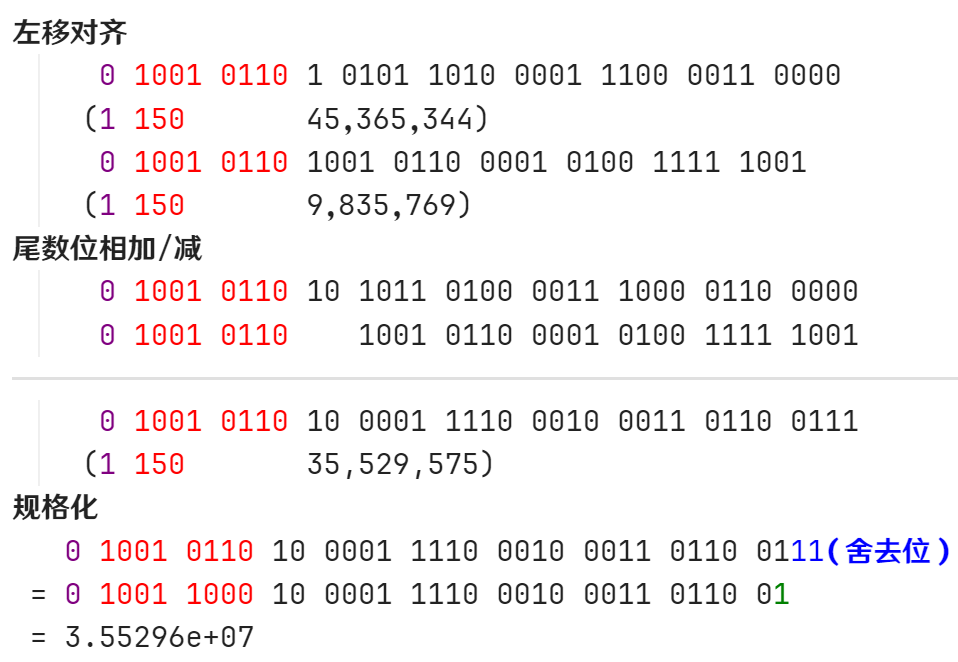 左移对齐
0 1001 0110 1 0101 1010 0001 1100 0011 0000
(1 150 45,365,344)
0 1001 0110 1001 0110 0001 0100 1111 1001
(1 150 9,835,769)
尾数位相加/减
0 1001 0110 10 1011 0100 0011 1000 0110 0000
0 1001 0110 1001 0110 0001 0100 1111 1001
0 1001 0110 10 0001 1110 0010 0011 0110 0111
(1 150 35,529,575)
规格化
0 1001 0110 10 0001 1110 0010 0011 0110 0111(舍去位)
= 0 1001 1000 10 0001 1110 0010 0011 0110 01
= 3.55296e+07